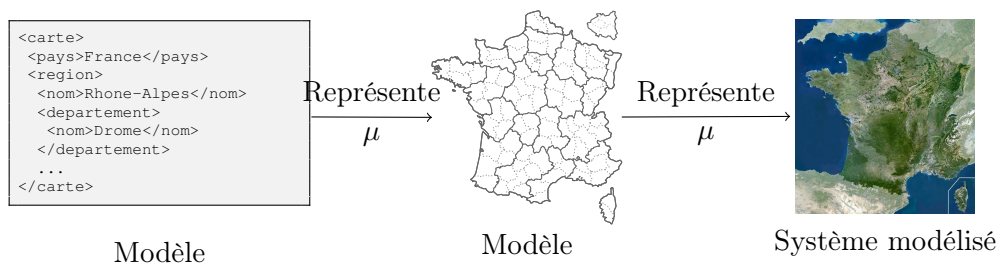 <carte>
<pays>France</pays>
<region>
<nom>Rhone-Alpes</nom>
<departement>
<nom>Drome</nom>
</departement>
...
</carte>
Représente
μ
Représente
μ
Modèle
Modèle
Système modélisé